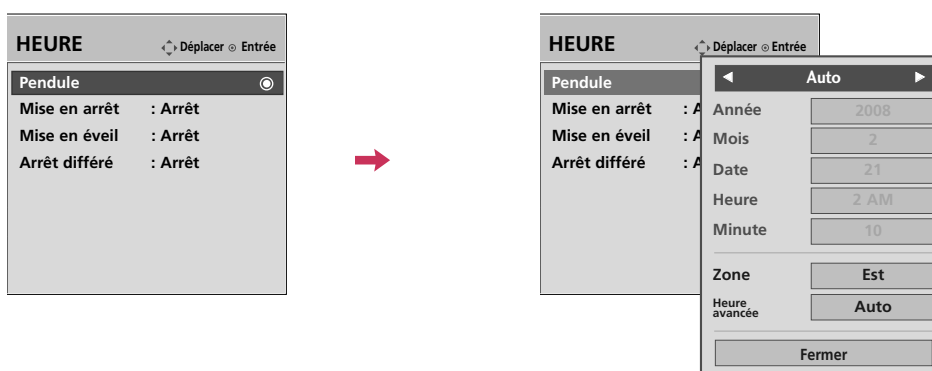 HEURE Déplacer Entrée
Pendule
Mise en arrêt : Arrêt
Mise en éveil : Arrêt
Arrêt différé : Arrêt
HEURE Déplacer Entrée
Pendule
Mise en arrêt : A
Mise en éveil : A
Arrêt différé : A
Auto
Année 2008
Mois 2
Date 21
Heure 2 AM
Minute 10
Zone Est
Heure
avancée Auto
Fermer